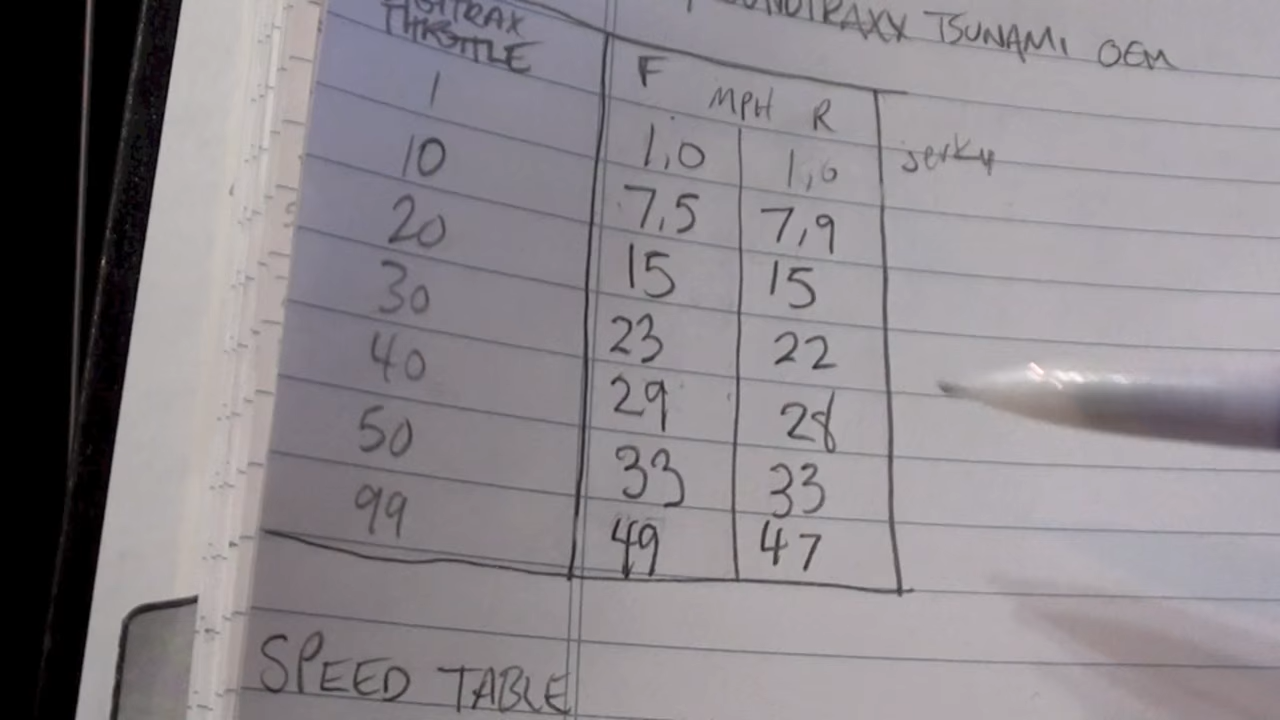 TSUNAMI OEM
THROTTLE F MPH R
1 1,0 1,0 jerky
10 7,5 7,9
20 15 15
30 23 22
40 29 28
50 33 33
99 49 47
SPEED TABLE